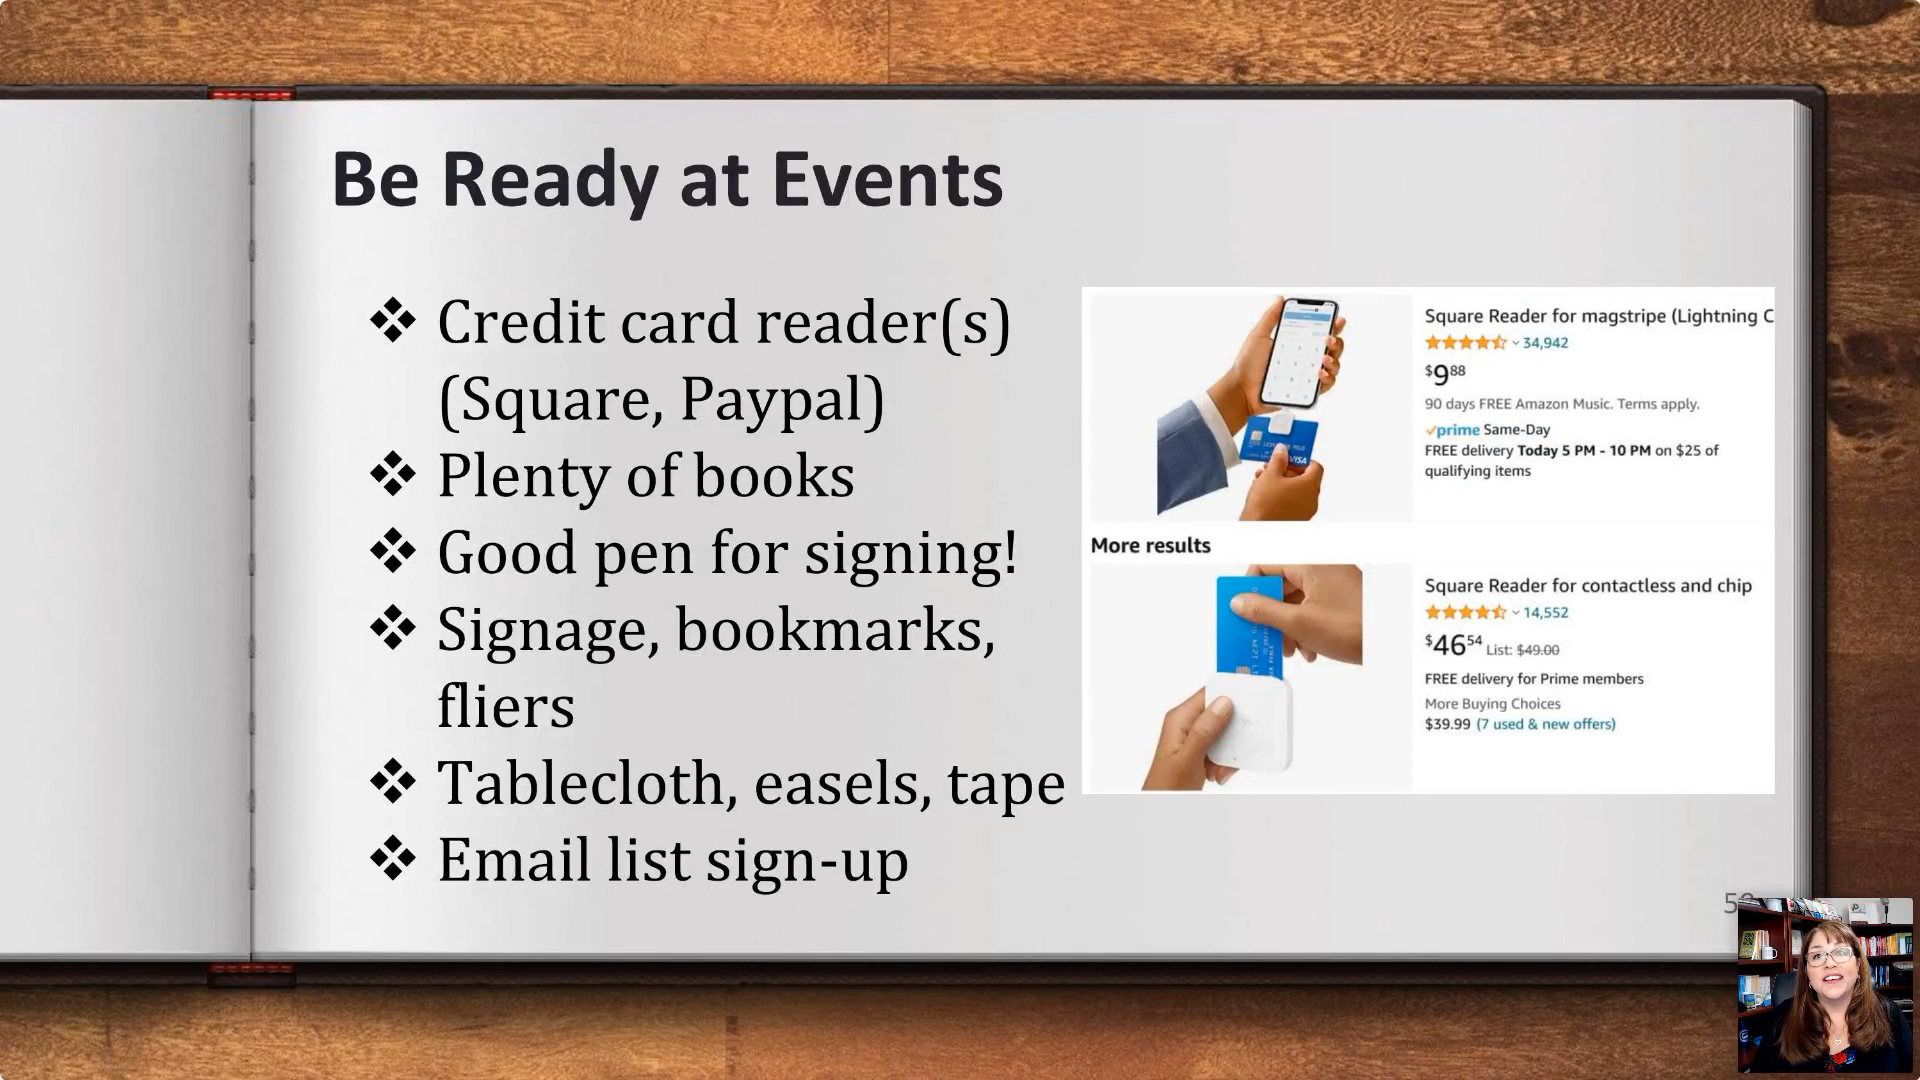 Be Ready at Events
❖ Credit card reader(s)
(Square, Paypal)
❖ Plenty of books
❖ Good pen for signing!
❖ Signage, bookmarks,
fliers
❖ Tablecloth, easels, tape
❖ Email list sign-up
Square Reader for magstripe (Lightning C
34,942
$9 88
90 days FREE Amazon Music. Terms apply.
prime Same-Day
FREE delivery Today 5 PM - 10 PM on $25 of
qualifying items
VISA
More results
Square Reader for contactless and chip
14,552
$46 54 List: $49.00
FREE delivery for Prime members
More Buying Choices
$39.99 (7 used & new offers)